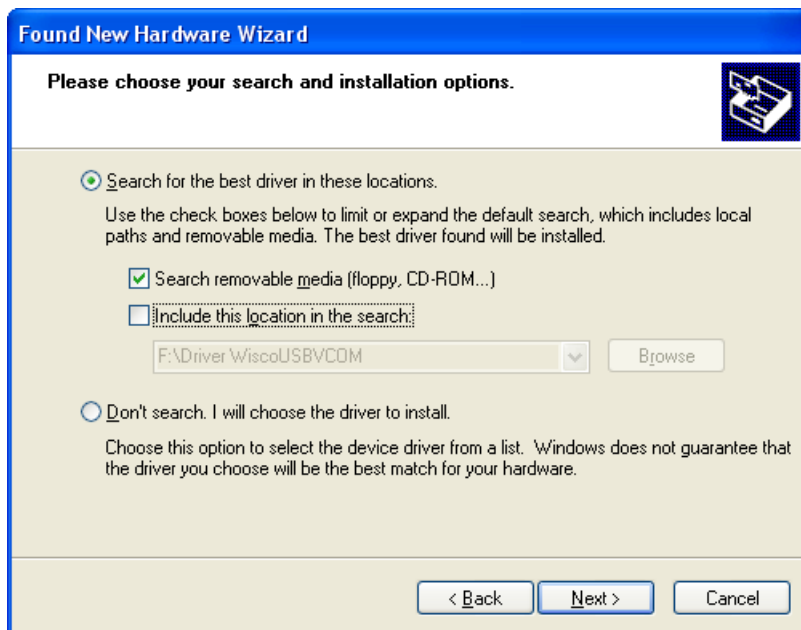 Found New Hardware Wizard
Please choose your search and installation options.
Search for the best driver in these locations.
Use the check boxes below to limit or expand the default search, which includes local
paths and removable media. The best driver found will be installed.
Search removable media (floppy, CD-ROM...)
Include this location in the search:
F:\Driver WiscoUSBVCOM
Browse
Don't search. I will choose the driver to install.
Choose this option to select the device driver from a list.  Windows does not guarantee that
the driver you choose will be the best match for your hardware.
< Back
Next >
Cancel